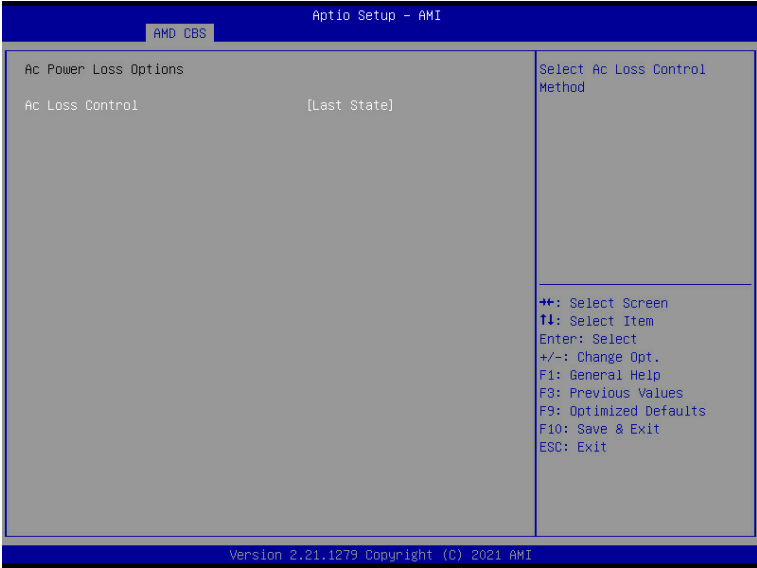 Aptio Setup – AMI
AMD CBS
Ac Power Loss Options
Ac Loss Control [Last State]
Select Ac Loss Control
Method
→←: Select Screen
↑↓: Select Item
Enter: Select
+/-: Change Opt.
F1: General Help
F3: Previous Values
F9: Optimized Defaults
F10: Save & Exit
ESC: Exit
Version 2.21.1279 Copyright (C) 2021 AMI